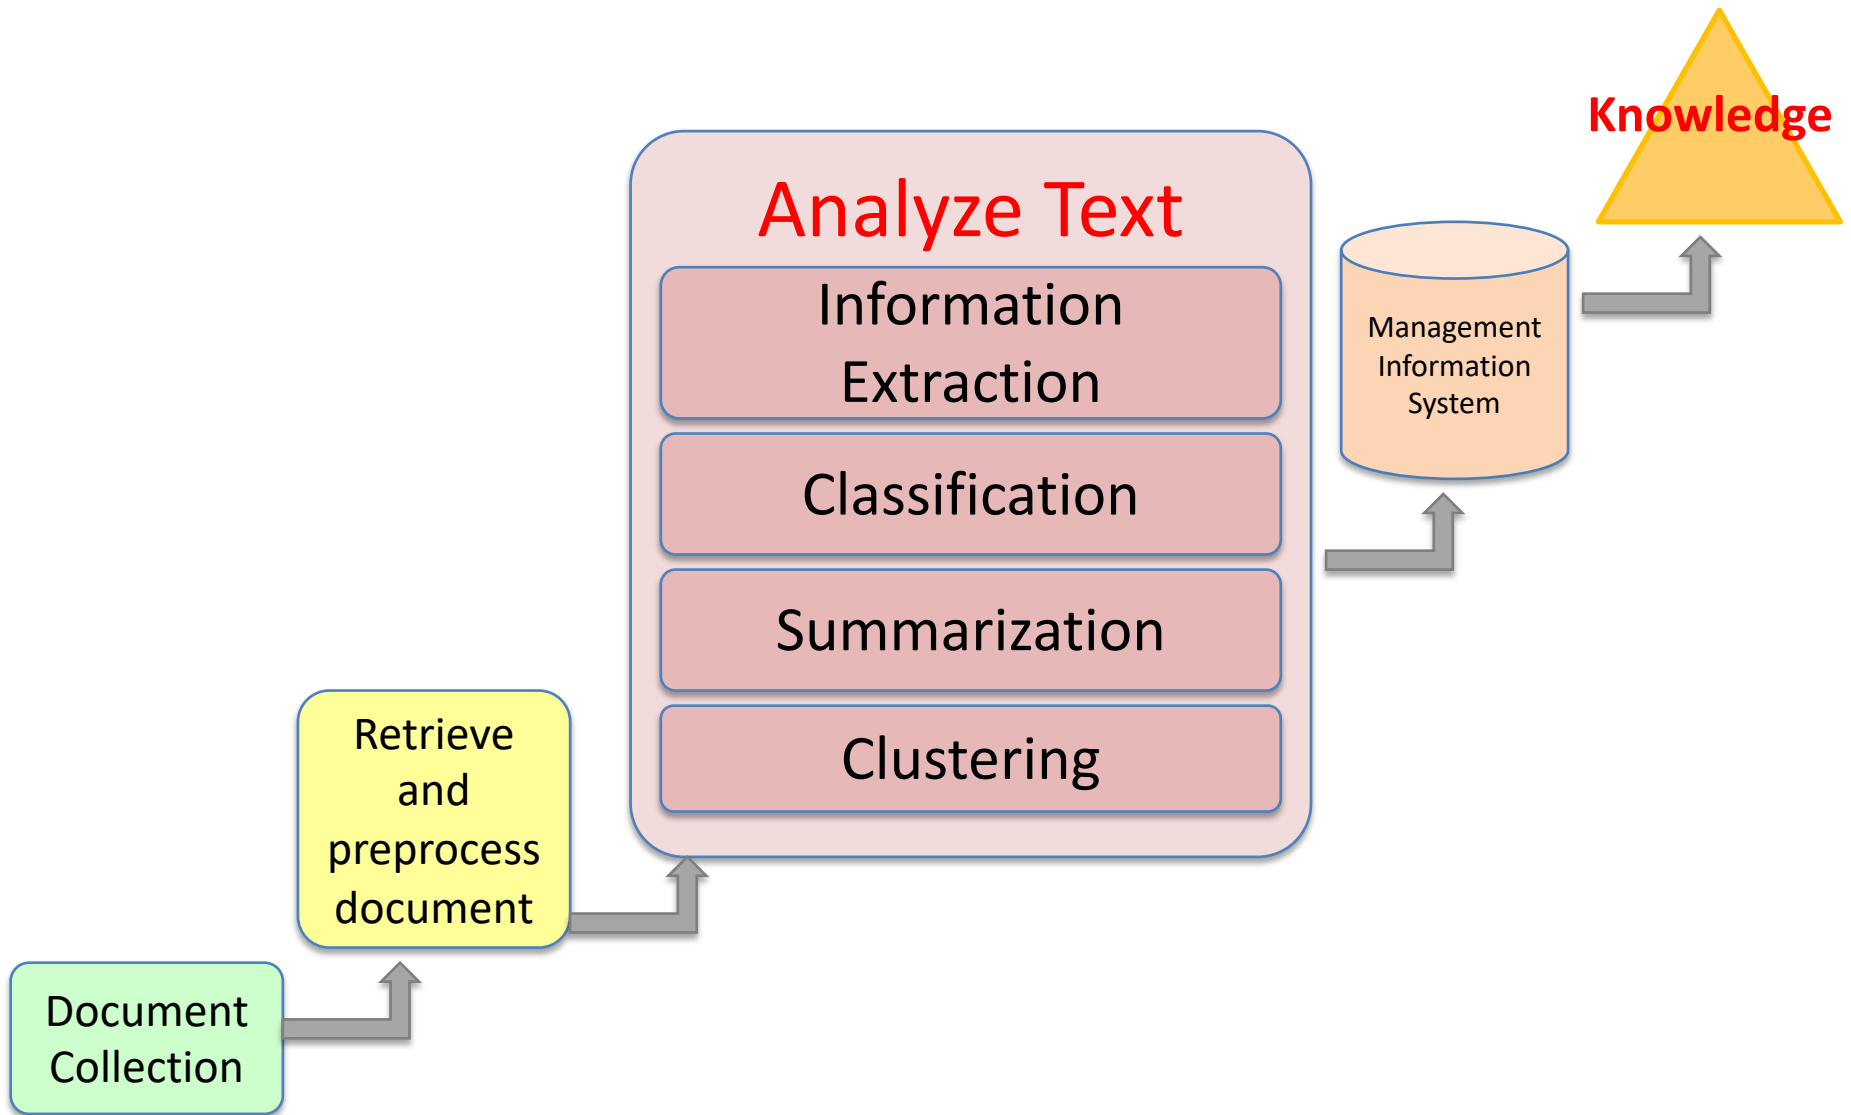 Knowledge
Analyze Text
Information
Extraction
Classification
Summarization
Clustering
Management
Information
System
Retrieve
and
preprocess
document
Document
Collection